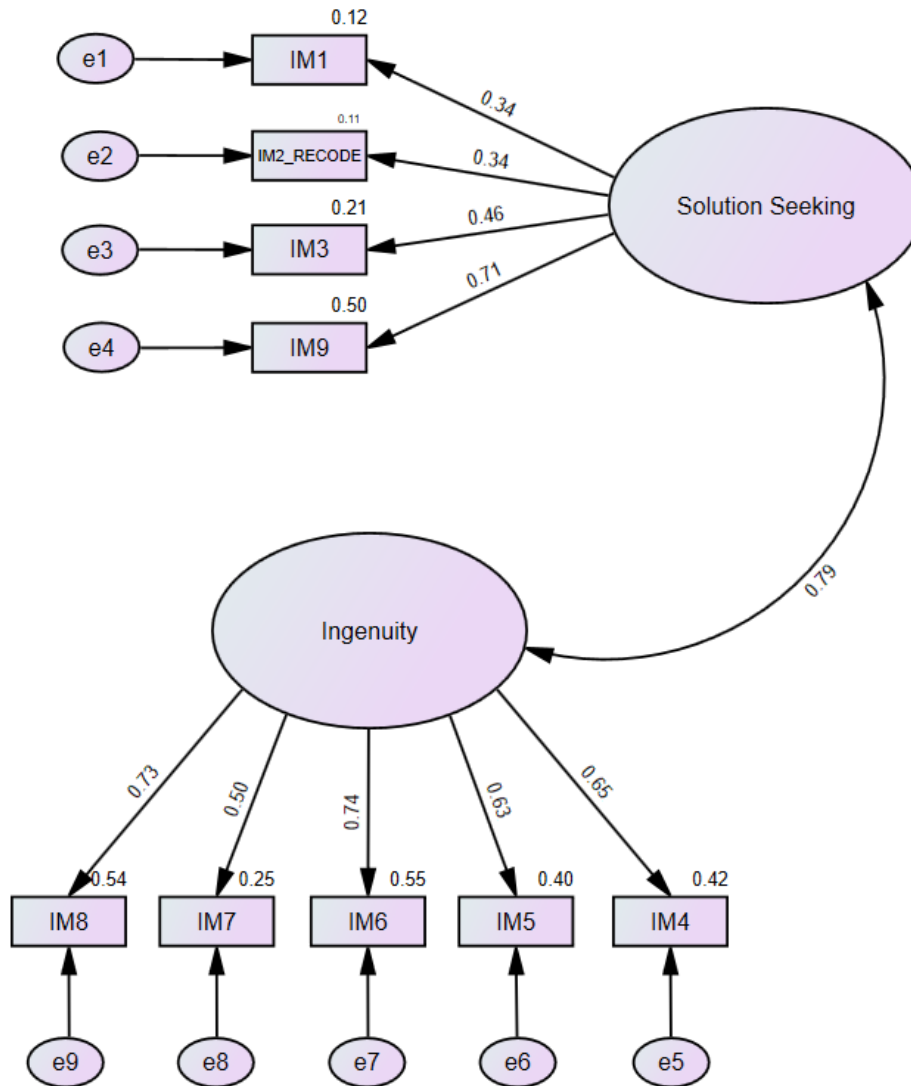 0.12
e1
IM1
0.34
0.11
e2
IM2_RECODE
0.34
Solution Seeking
0.21
e3
IM3
0.46
0.50
e4
IM9
0.71
0.79
Ingenuity
0.73
0.50
0.74
0.63
0.65
0.54
0.25
0.55
0.40
0.42
IM8
IM7
IM6
IM5
IM4
e9
e8
e7
e6
e5